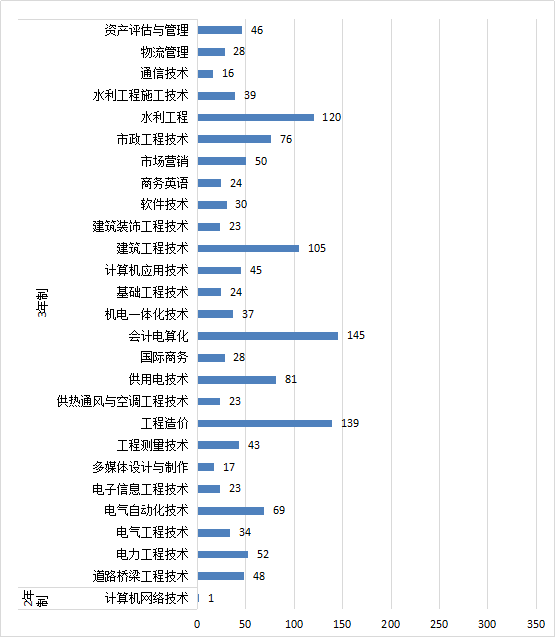 资产评估与管理 46
物流管理 28
通信技术 16
水利工程施工技术 39
水利工程 120
市政工程技术 76
市场营销 50
商务英语 24
软件技术 30
建筑装饰工程技术 23
建筑工程技术 105
计算机应用技术 45
基础工程技术 24
机电一体化技术 37
会计电算化 145
国际商务 28
供用电技术 81
供热通风与空调工程技术 23
工程造价 139
工程测量技术 43
多媒体设计与制作 17
电子信息工程技术 23
电气自动化技术 69
电气工程技术 34
电力工程技术 52
道路桥梁工程技术 48
3年制
计算机网络技术 1
2年
制
0 50 100 150 200 250 300 350